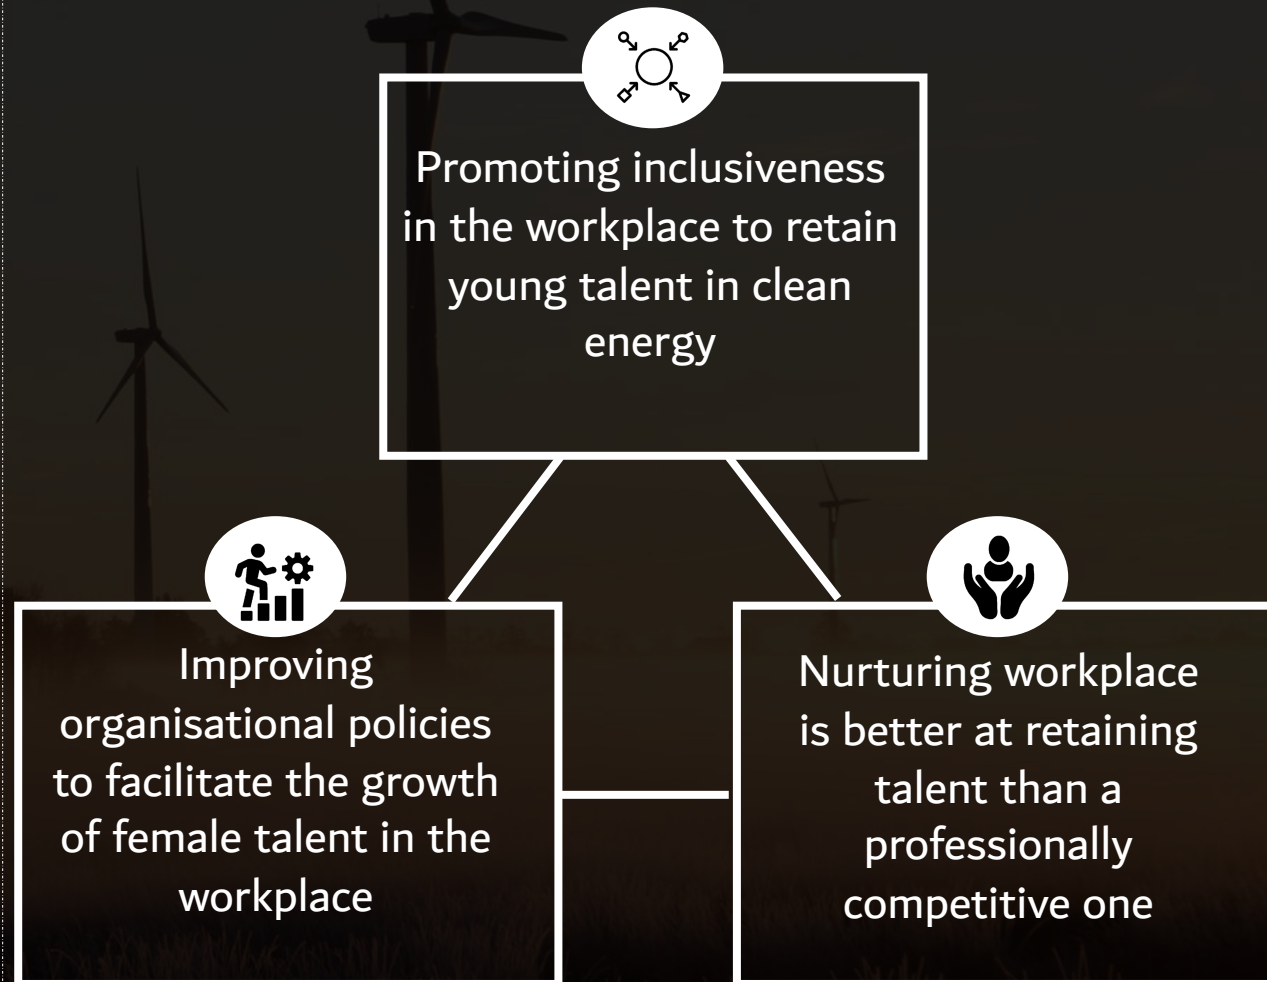 Promoting inclusiveness
in the workplace to retain
young talent in clean
energy
Improving
organisational policies
to facilitate the growth
of female talent in the
workplace
Nurturing workplace
is better at retaining
talent than a
professionally
competitive one